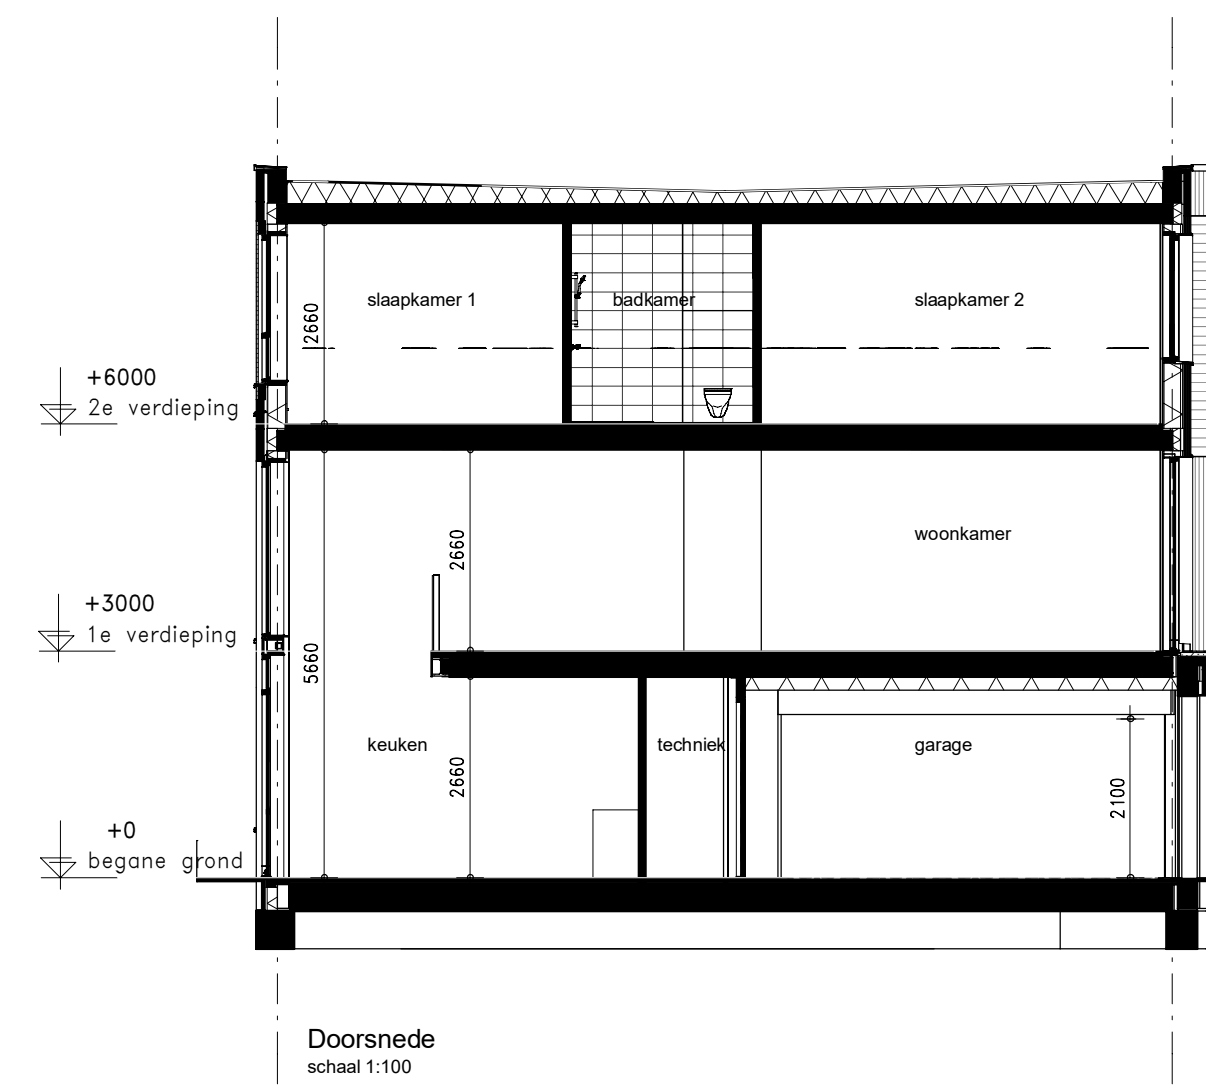 slaapkamer 1
badkamer
slaapkamer 2
2660
+6000
2e verdieping
woonkamer
2660
+3000
1e verdieping
5660
keuken
techniek
garage
2660
2100
+0
begane grond
Doorsnede
schaal 1:100